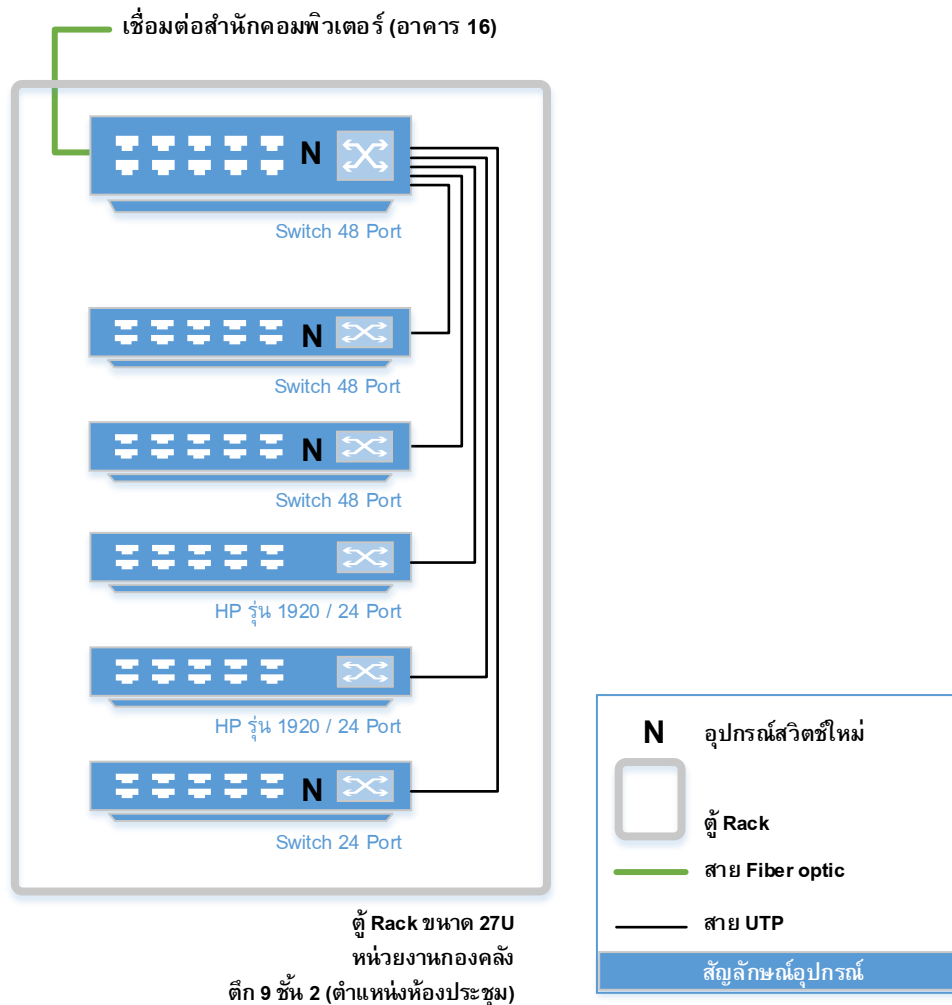 เชื่อมต่อสำนักคอมพิวเตอร์ (อาคาร 16)
N
Switch 48 Port
N
Switch 48 Port
N
Switch 48 Port
HP รุ่น 1920 / 24 Port
HP รุ่น 1920 / 24 Port
N
Switch 24 Port
ตู้ Rack ขนาด 27U
หน่วยงานกองคลัง
ตึก 9 ชั้น 2 (ตำแหน่งห้องประชุม)
N อุปกรณ์สวิตช์ใหม่
ตู้ Rack
สาย Fiber optic
สาย UTP
สัญลักษณ์อุปกรณ์